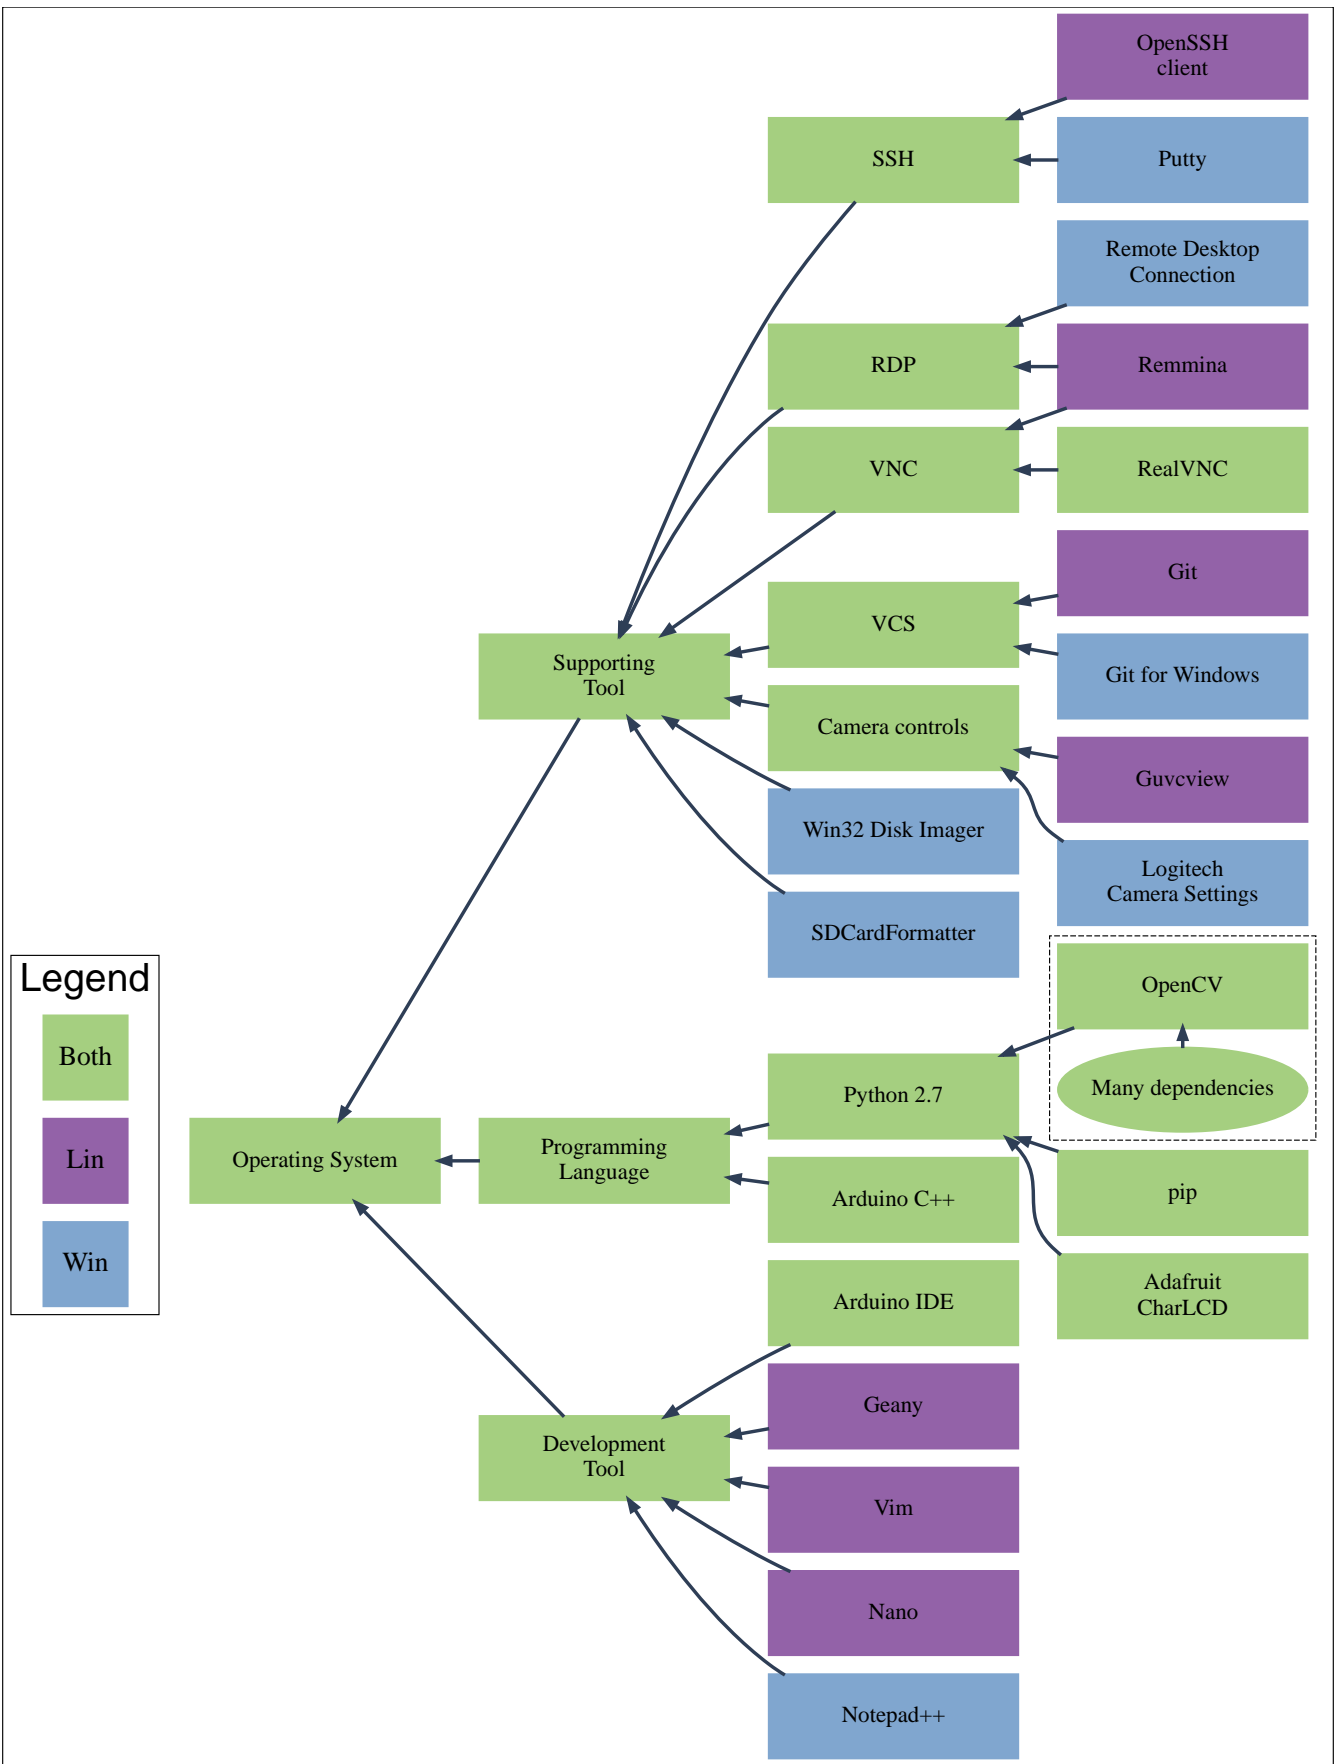 OpenSSH
client
SSH
Putty
Remote Desktop
Connection
RDP
Remmina
VNC
RealVNC
Git
VCS
Supporting
Tool
Git for Windows
Camera controls
Guvcview
Win32 Disk Imager
Logitech
Camera Settings
SDCardFormatter
Legend
Both
Lin
Win
OpenCV
Many dependencies
Python 2.7
Operating System
Programming
Language
Arduino C++
pip
Adafruit
CharLCD
Arduino IDE
Geany
Development
Tool
Vim
Nano
Notepad++